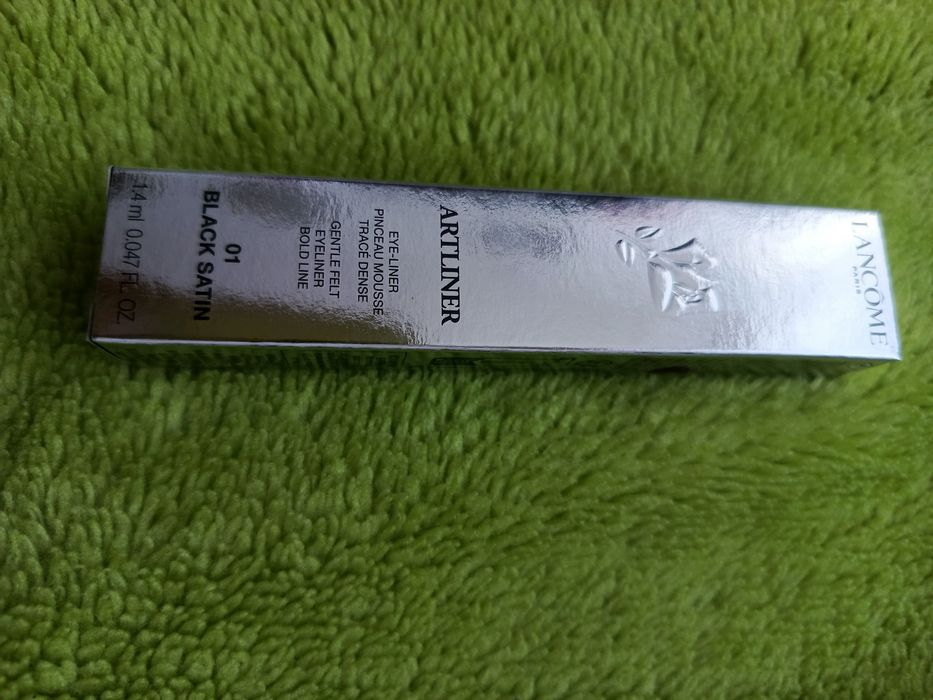 LANCÔME
PARIS
ARTLINER
EYE-LINER
PINCEAU MOUSSE
TRACÉ DENSE
GENTLE FELT
EYELINER
BOLD LINE
01
BLACK SATIN
1.4 ml 0.047 FL. OZ.